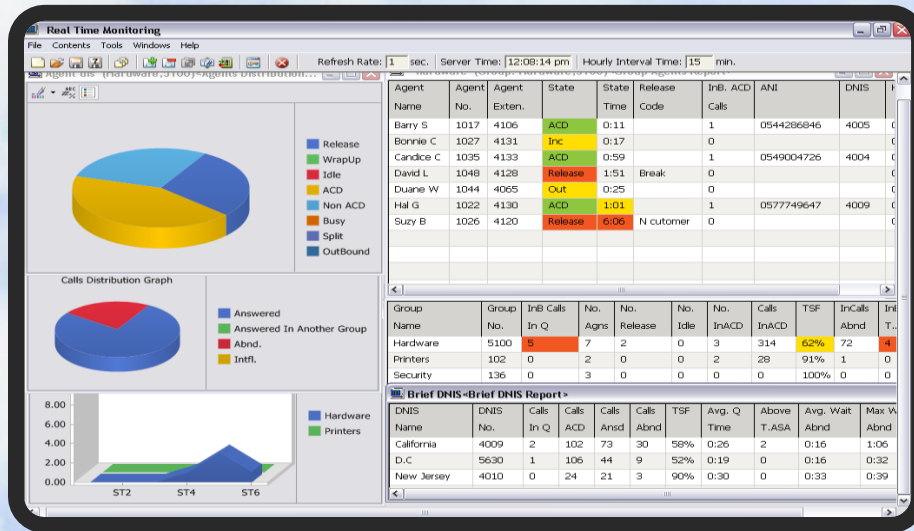 Real Time Monitoring
File Contents Tools Windows Help
Refresh Rate: 1 sec. Server Time: 12:08:14 pm Hourly Interval Time: 15 min.
Agent Name Agent No. Agent Exten. State State Time Release Code InB. ACD Calls ANI DNIS
Barry S 1017 4106 ACD 0:11 1 0544286846 4005
Bonnie C 1027 4131 Inc 0:17 0
Candice C 1035 4133 ACD 0:59 1 0549004726 4004
David L 1048 4128 Release 1:51 Break 0
Duane W 1044 4065 Out 0:25 0
Hal G 1022 4130 ACD 1:01 1 0577749647 4009
Suzy B 1026 4120 Release 6:06 N cutomer 0
Release
WrapUp
Idle
ACD
Non ACD
Busy
Split
OutBound
Calls Distribution Graph
Answered
Answered In Another Group
Abnd.
Intfl.
Group Name Group No. InB Calls In Q No. Agns No. Release No. Idle No. InACD Calls InACD TSF InCalls Abnd
Hardware 5100 5 7 2 0 3 314 62% 72 4
Printers 102 0 2 0 0 2 28 91% 1 0
Security 136 0 3 0 0 0 0 100% 0 0
Brief DNIS<Brief DNIS Report>
DNIS Name DNIS No. Calls In Q Calls ACD Calls Ansd Calls Abnd TSF Avg. Q Time Above T.ASA Avg. Wait Abnd Max W Abnd
California 4009 2 102 73 30 58% 0:26 2 0:16 1:06
D.C 5630 1 106 44 9 52% 0:19 0 0:16 0:32
New Jersey 4010 0 24 21 3 90% 0:30 0 0:33 0:39
8.00
6.00
4.00
2.00
0.00
ST2 ST4 ST6
Hardware
Printers